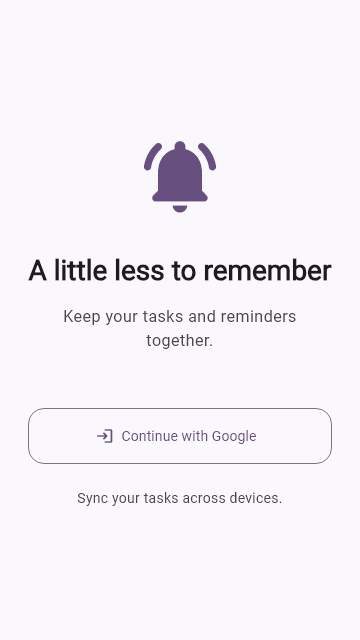 A little less to remember
Keep your tasks and reminders
together.
Continue with Google
Sync your tasks across devices.